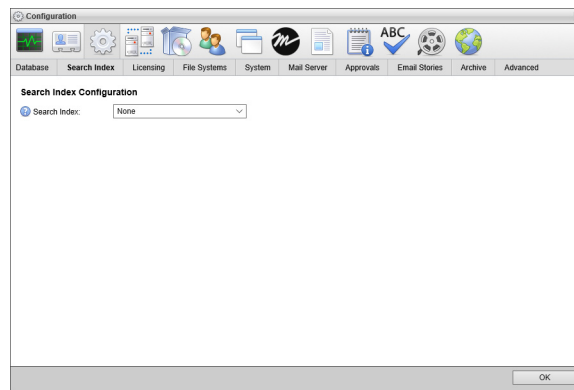 Configuration
ABC
Database Search Index Licensing File Systems System Mail Server Approvals Email Stories Archive Advanced
Search Index Configuration
? Search Index: None
OK